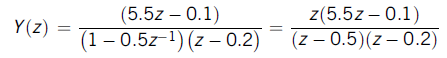 Y(z) = (5.5z – 0.1) / (1 – 0.5z⁻¹)(z – 0.2) = z(5.5z – 0.1) / (z – 0.5)(z – 0.2)